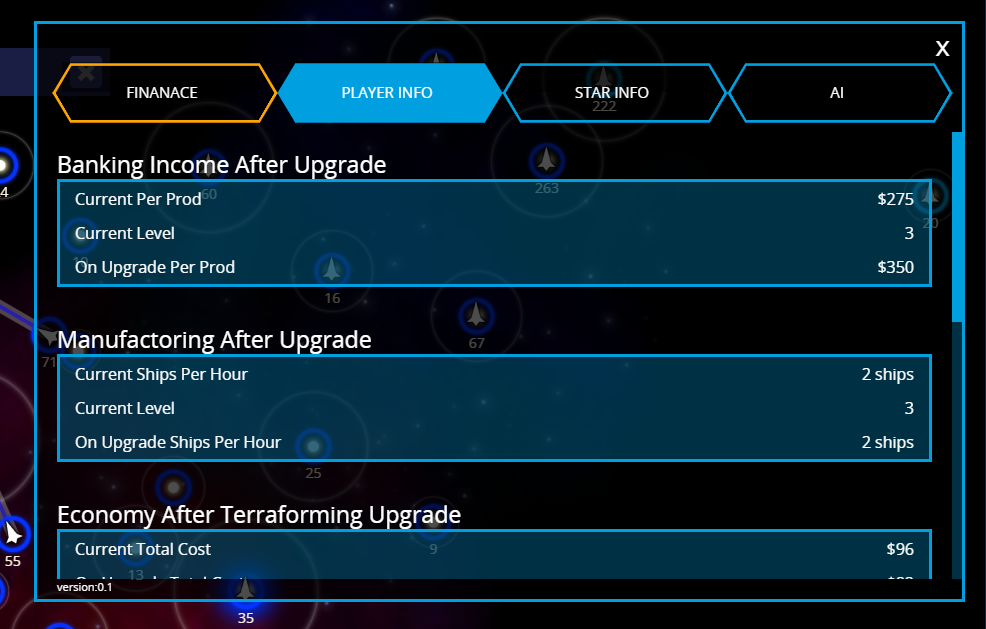 X
FINANACE
PLAYER INFO
STAR INFO
AI
222
Banking Income After Upgrade
60
263
4
Current Per Prod $275
20
Current Level 3
On Upgrade Per Prod $350
16
67
Manufactoring After Upgrade
71
Current Ships Per Hour 2 ships
Current Level 3
On Upgrade Ships Per Hour 2 ships
25
Economy After Terraforming Upgrade
Current Total Cost $96
9
55
13
version:0.1
35